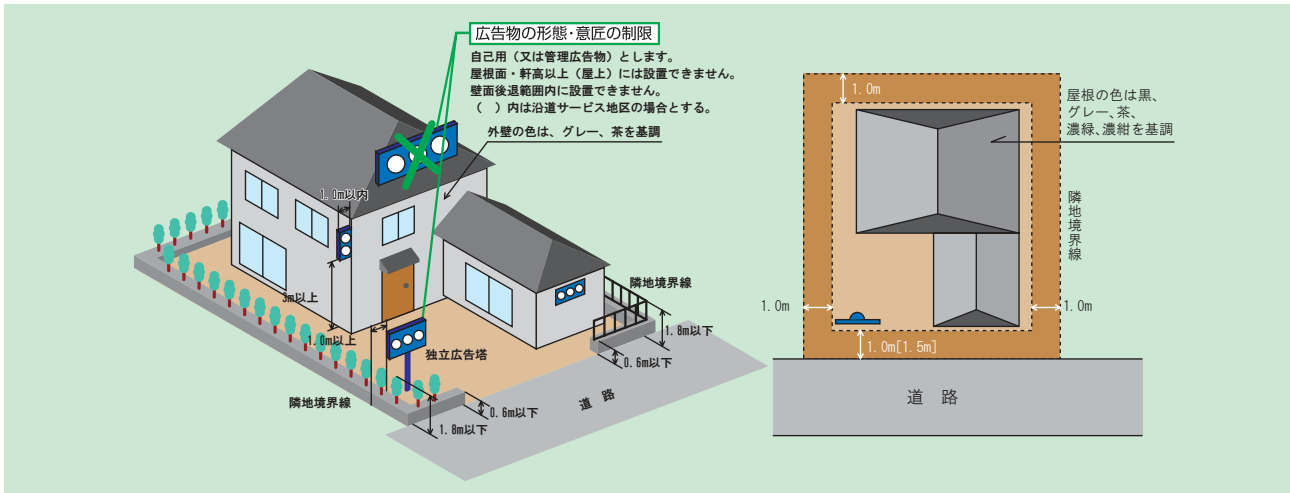 広告物の形態・意匠の制限
自己用（又は管理広告物）とします。
屋根面・軒高以上（屋上）には設置できません。
壁面後退範囲内に設置できません。
（　）内は沿道サービス地区の場合とする。
外壁の色は、グレー、茶を基調
1.0m以内
3m以上
1.0m以上
独立広告塔
隣地境界線
1.8m以下
0.6m以下
隣地境界線
0.6m以下
1.8m以下
道 路
1.0m
屋根の色は黒、
グレー、茶、
濃緑、濃紺を基調
隣地境界線
1.0m
1.0m
1.0m[1.5m]
道 路